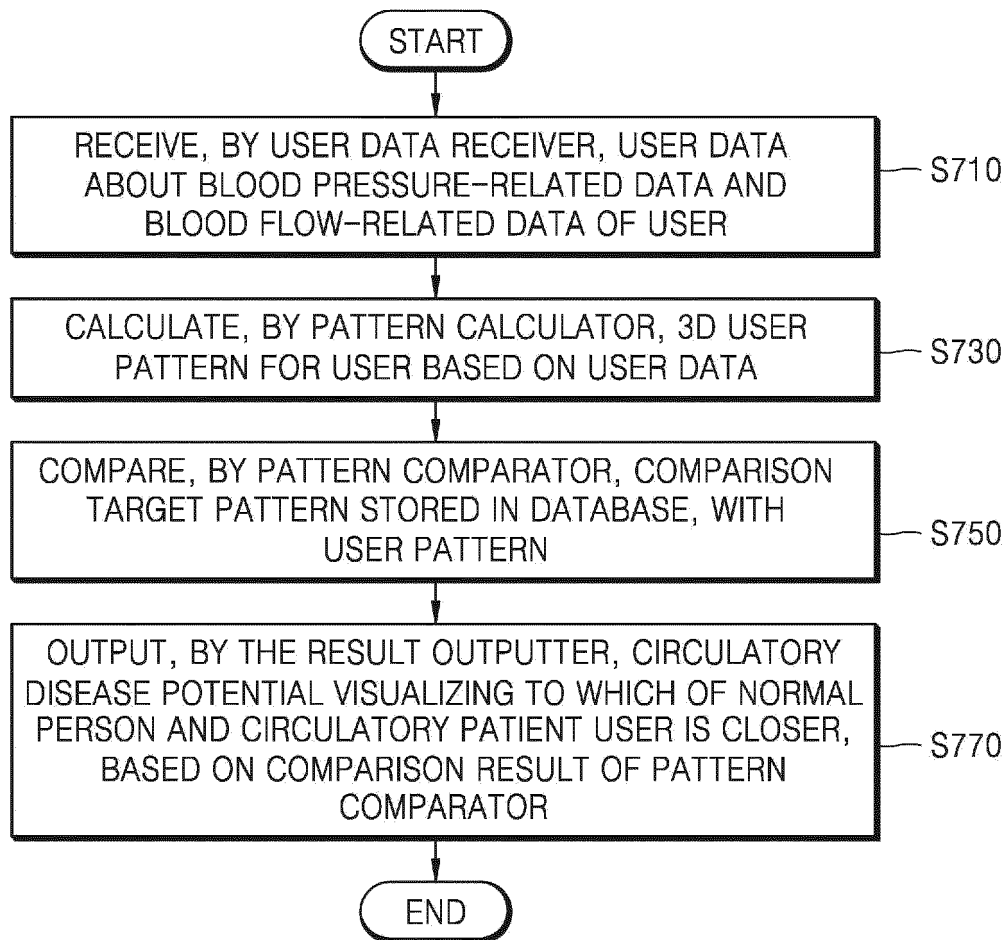 START
RECEIVE, BY USER DATA RECEIVER, USER DATA
ABOUT BLOOD PRESSURE-RELATED DATA AND
BLOOD FLOW-RELATED DATA OF USER
S710
CALCULATE, BY PATTERN CALCULATOR, 3D USER
PATTERN FOR USER BASED ON USER DATA
S730
COMPARE, BY PATTERN COMPARATOR, COMPARISON
TARGET PATTERN STORED IN DATABASE, WITH
USER PATTERN
S750
OUTPUT, BY THE RESULT OUTPUTTER, CIRCULATORY
DISEASE POTENTIAL VISUALIZING TO WHICH OF NORMAL
PERSON AND CIRCULATORY PATIENT USER IS CLOSER,
BASED ON COMPARISON RESULT OF PATTERN
COMPARATOR
S770
END